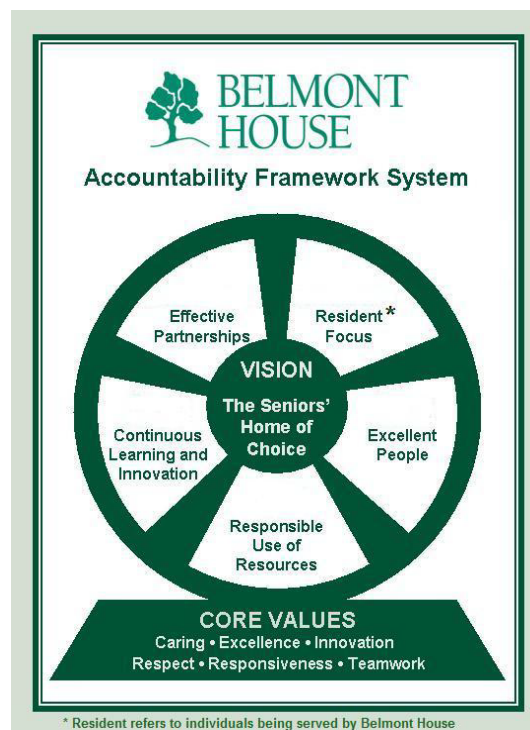 BELMONT
HOUSE
Accountability Framework System
Effective
Partnerships
Resident*
Focus
VISION
The Seniors'
Home of
Choice
Continuous
Learning and
Innovation
Excellent
People
Responsible
Use of
Resources
CORE VALUES
Caring • Excellence • Innovation
Respect • Responsiveness • Teamwork
* Resident refers to individuals being served by Belmont House